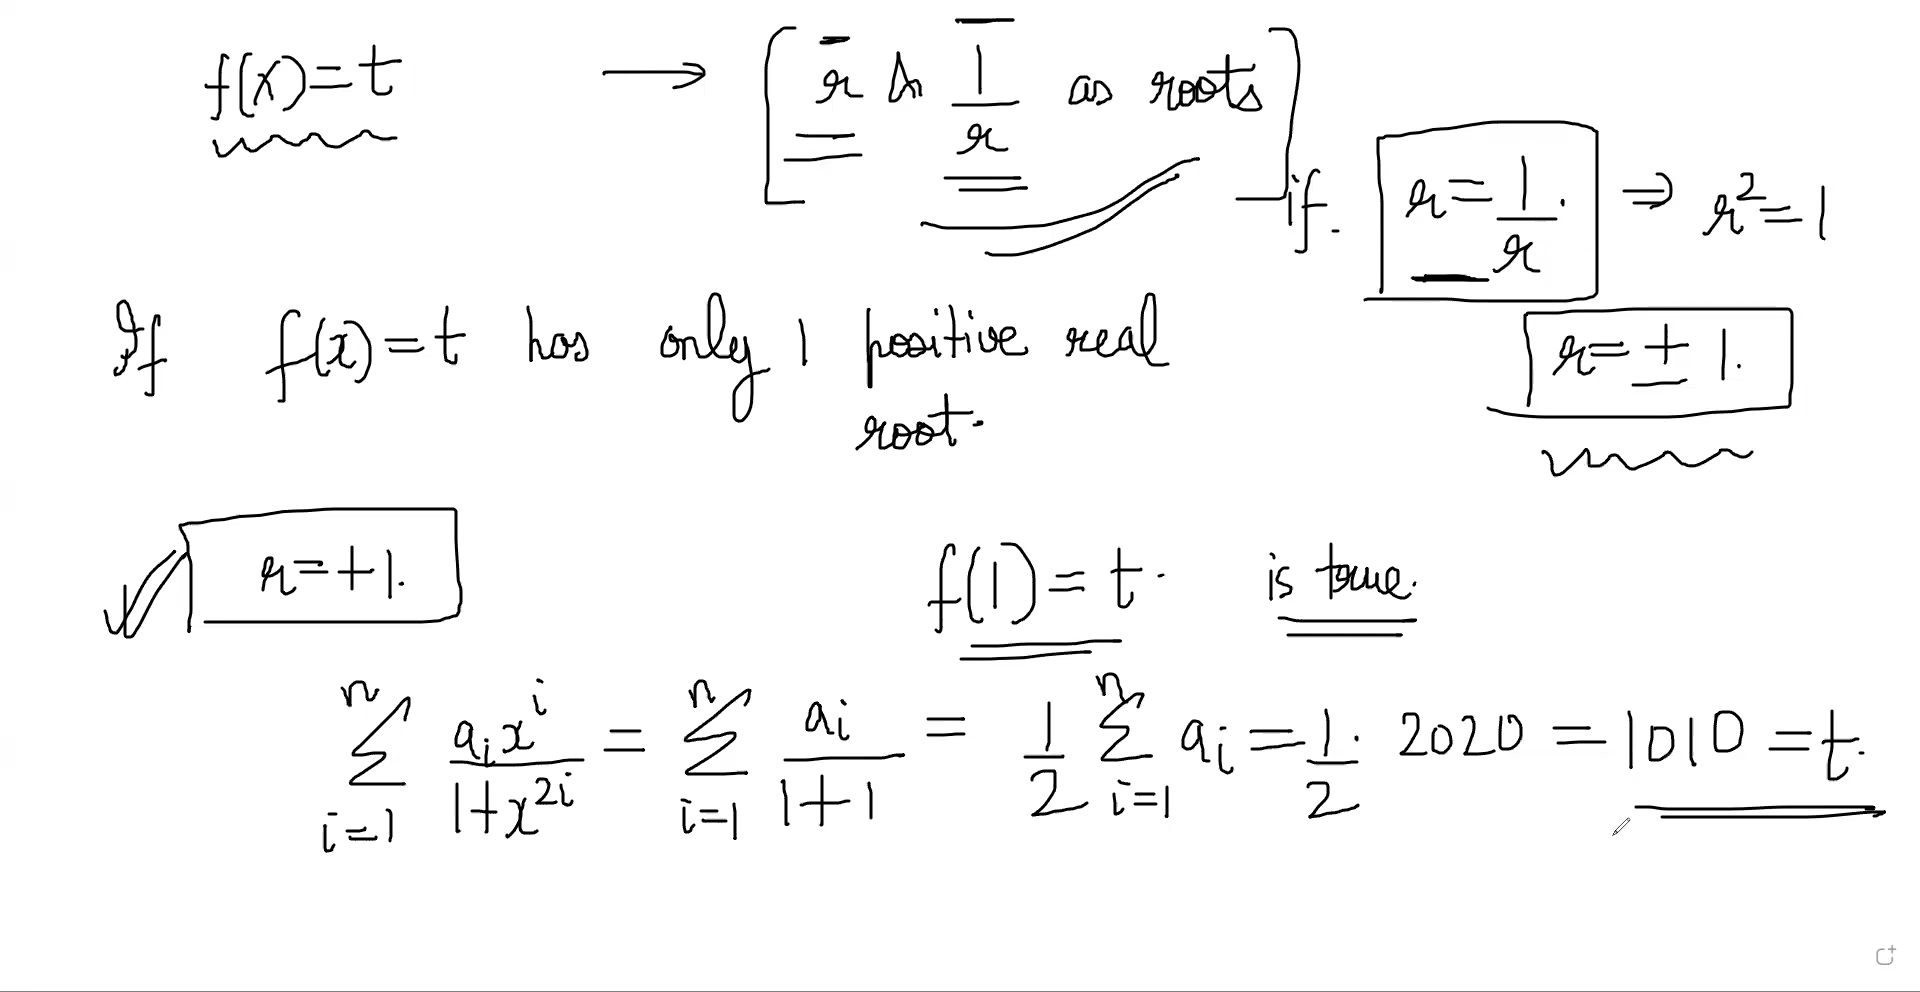 f(x) = t → [ r & 1/r as roots ]
if. r = 1/r. ⇒ r² = 1
If f(x) = t has only 1 positive real
r = ± 1.
root.
r = +1. f(1) = t. is true.
∑_{i=1}^{n} a_i x^i / (1+x^{2i}) = ∑_{i=1}^{n} a_i / (1+1) = 1/2 ∑_{i=1}^{n} a_i = 1/2 . 2020 = 1010 = t.